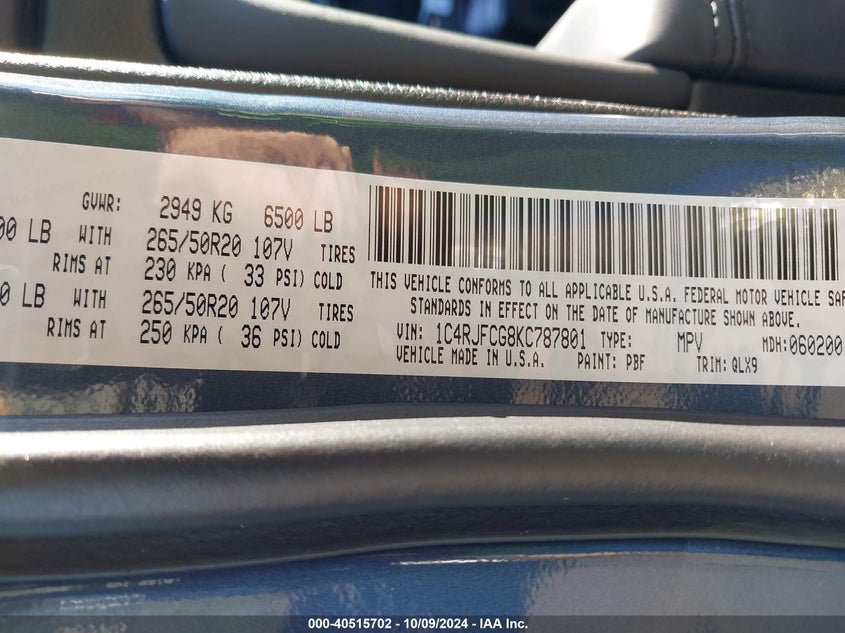 GVWR: 2949 KG 6500 LB
00 LB WITH 265/50R20 107V TIRES
RIMS AT 230 KPA ( 33 PSI) COLD
0 LB WITH 265/50R20 107V TIRES
RIMS AT 250 KPA ( 36 PSI) COLD
THIS VEHICLE CONFORMS TO ALL APPLICABLE U.S.A. FEDERAL MOTOR VEHICLE SAF
STANDARDS IN EFFECT ON THE DATE OF MANUFACTURE SHOWN ABOVE.
VIN: 1C4RJFCG8KC787801 TYPE: MPV MDH:060200
VEHICLE MADE IN U.S.A. PAINT: PBF TRIM: QLX9
000-40515702 - 10/09/2024 - IAA Inc.